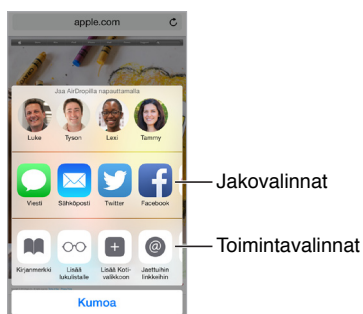 apple.com
Jaa AirDropilla napauttamalla
Luke Tyson Lexi Tammy
Viesti Sähköposti Twitter Facebook
Jakovalinnat
Kirjanmerkki Lisää lukulistalle Lisää Koti-valikkoon Jaettuihin linkkeihin
Toimintavalinnat
Kumoa